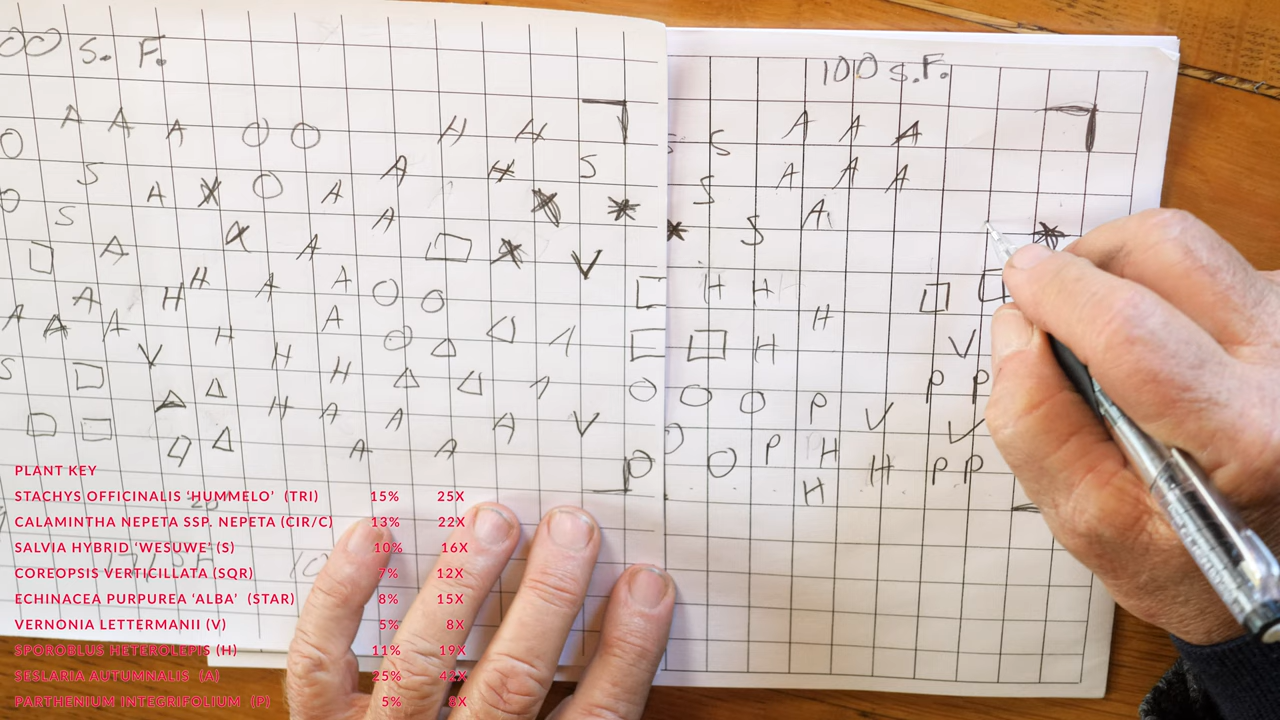 00 S. F.
100 S.F.
A A A O O H H
S S A A A
O A H S
S A A A
O S A X O A * *
S A
* S *
□ A A A □ * V
A H H A A O O
□ H H □ □
A A A H A O △ ◁
H
□ □ H V
V H H △ ◁
O O O P V P P
S □ △ △ H A A A V
□ □ △ A A
O O P H V
O H H P P
PLANT KEY
STACHYS OFFICINALIS 'HUMMELO' (TRI) 15% 25X
CALAMINTHA NEPETA SSP. NEPETA (CIR/C) 13% 22X
SALVIA HYBRID 'WESUWE' (S) 10% 16X
COREOPSIS VERTICILLATA (SQR) 7% 12X
ECHINACEA PURPUREA 'ALBA' (STAR) 8% 15X
VERNONIA LETTERMANII (V) 5% 8X
SPOROBLUS HETEROLEPIS (H) 11% 19X
SESLARIA AUTUMNALIS (A) 25% 42X
PARTHENIUM INTEGRIFOLIUM (P) 5% 8X